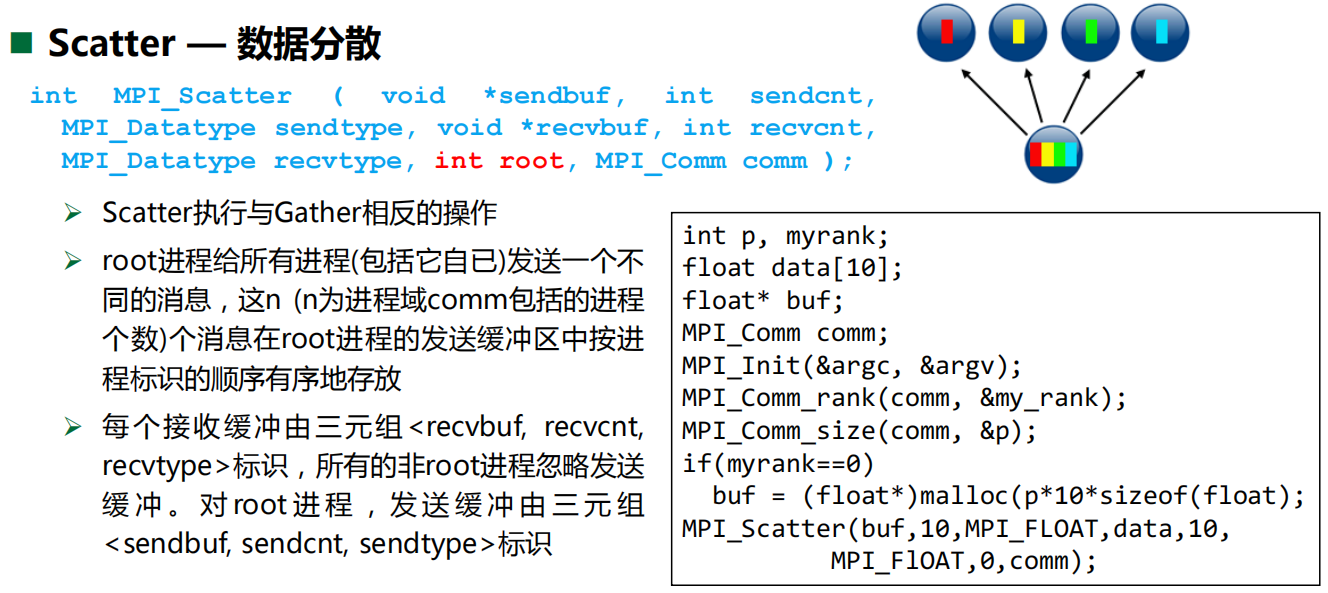 Scatter — 数据分散
int MPI_Scatter ( void *sendbuf, int sendcnt,
MPI_Datatype sendtype, void *recvbuf, int recvcnt,
MPI_Datatype recvtype, int root, MPI_Comm comm );
Scatter执行与Gather相反的操作
root进程给所有进程(包括它自已)发送一个不
同的消息，这n (n为进程域comm包括的进程
个数)个消息在root进程的发送缓冲区中按进
程标识的顺序有序地存放
每个接收缓冲由三元组<recvbuf, recvcnt,
recvtype>标识，所有的非root进程忽略发送
缓冲。对root进程，发送缓冲由三元组
<sendbuf, sendcnt, sendtype>标识
int p, myrank;
float data[10];
float* buf;
MPI_Comm comm;
MPI_Init(&argc, &argv);
MPI_Comm_rank(comm, &my_rank);
MPI_Comm_size(comm, &p);
if(myrank==0)
buf = (float*)malloc(p*10*sizeof(float);
MPI_Scatter(buf,10,MPI_FLOAT,data,10,
MPI_FlOAT,0,comm);